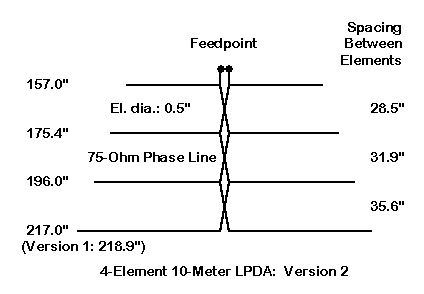 Feedpoint
Spacing
Between
Elements
157.0"
El. dia.: 0.5"
28.5"
175.4"
75-Ohm Phase Line
31.9"
196.0"
35.6"
217.0"
(Version 1: 218.9")
4-Element 10-Meter LPDA: Version 2